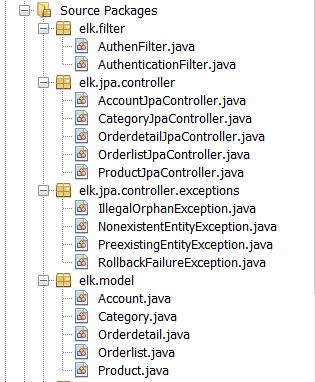 Source Packages
elk.filter
AuthenFilter.java
AuthenticationFilter.java
elk.jpa.controller
AccountJpaController.java
CategoryJpaController.java
OrderdetailJpaController.java
OrderlistJpaController.java
ProductJpaController.java
elk.jpa.controller.exceptions
IllegalOrphanException.java
NonexistentEntityException.java
PreexistingEntityException.java
RollbackFailureException.java
elk.model
Account.java
Category.java
Orderdetail.java
Orderlist.java
Product.java